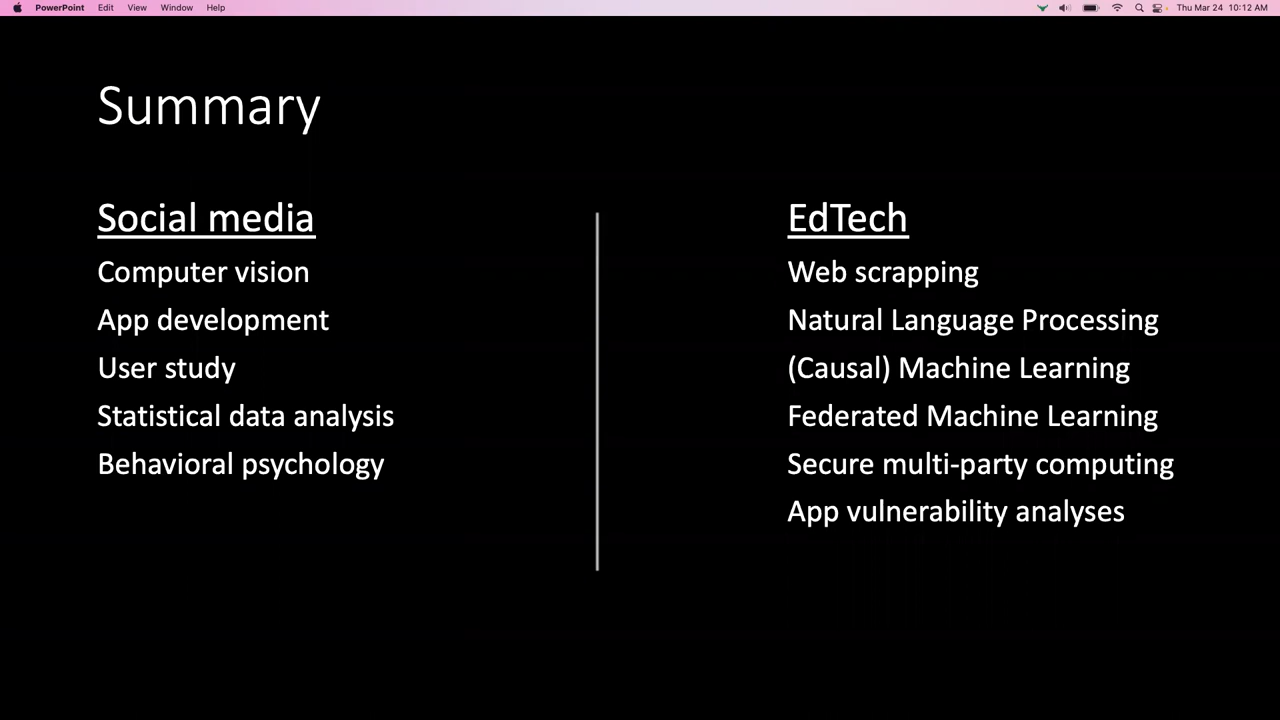 PowerPoint Edit View Window Help Thu Mar 24 10:12 AM
Summary
Social media
Computer vision
App development
User study
Statistical data analysis
Behavioral psychology
EdTech
Web scrapping
Natural Language Processing
(Causal) Machine Learning
Federated Machine Learning
Secure multi-party computing
App vulnerability analyses